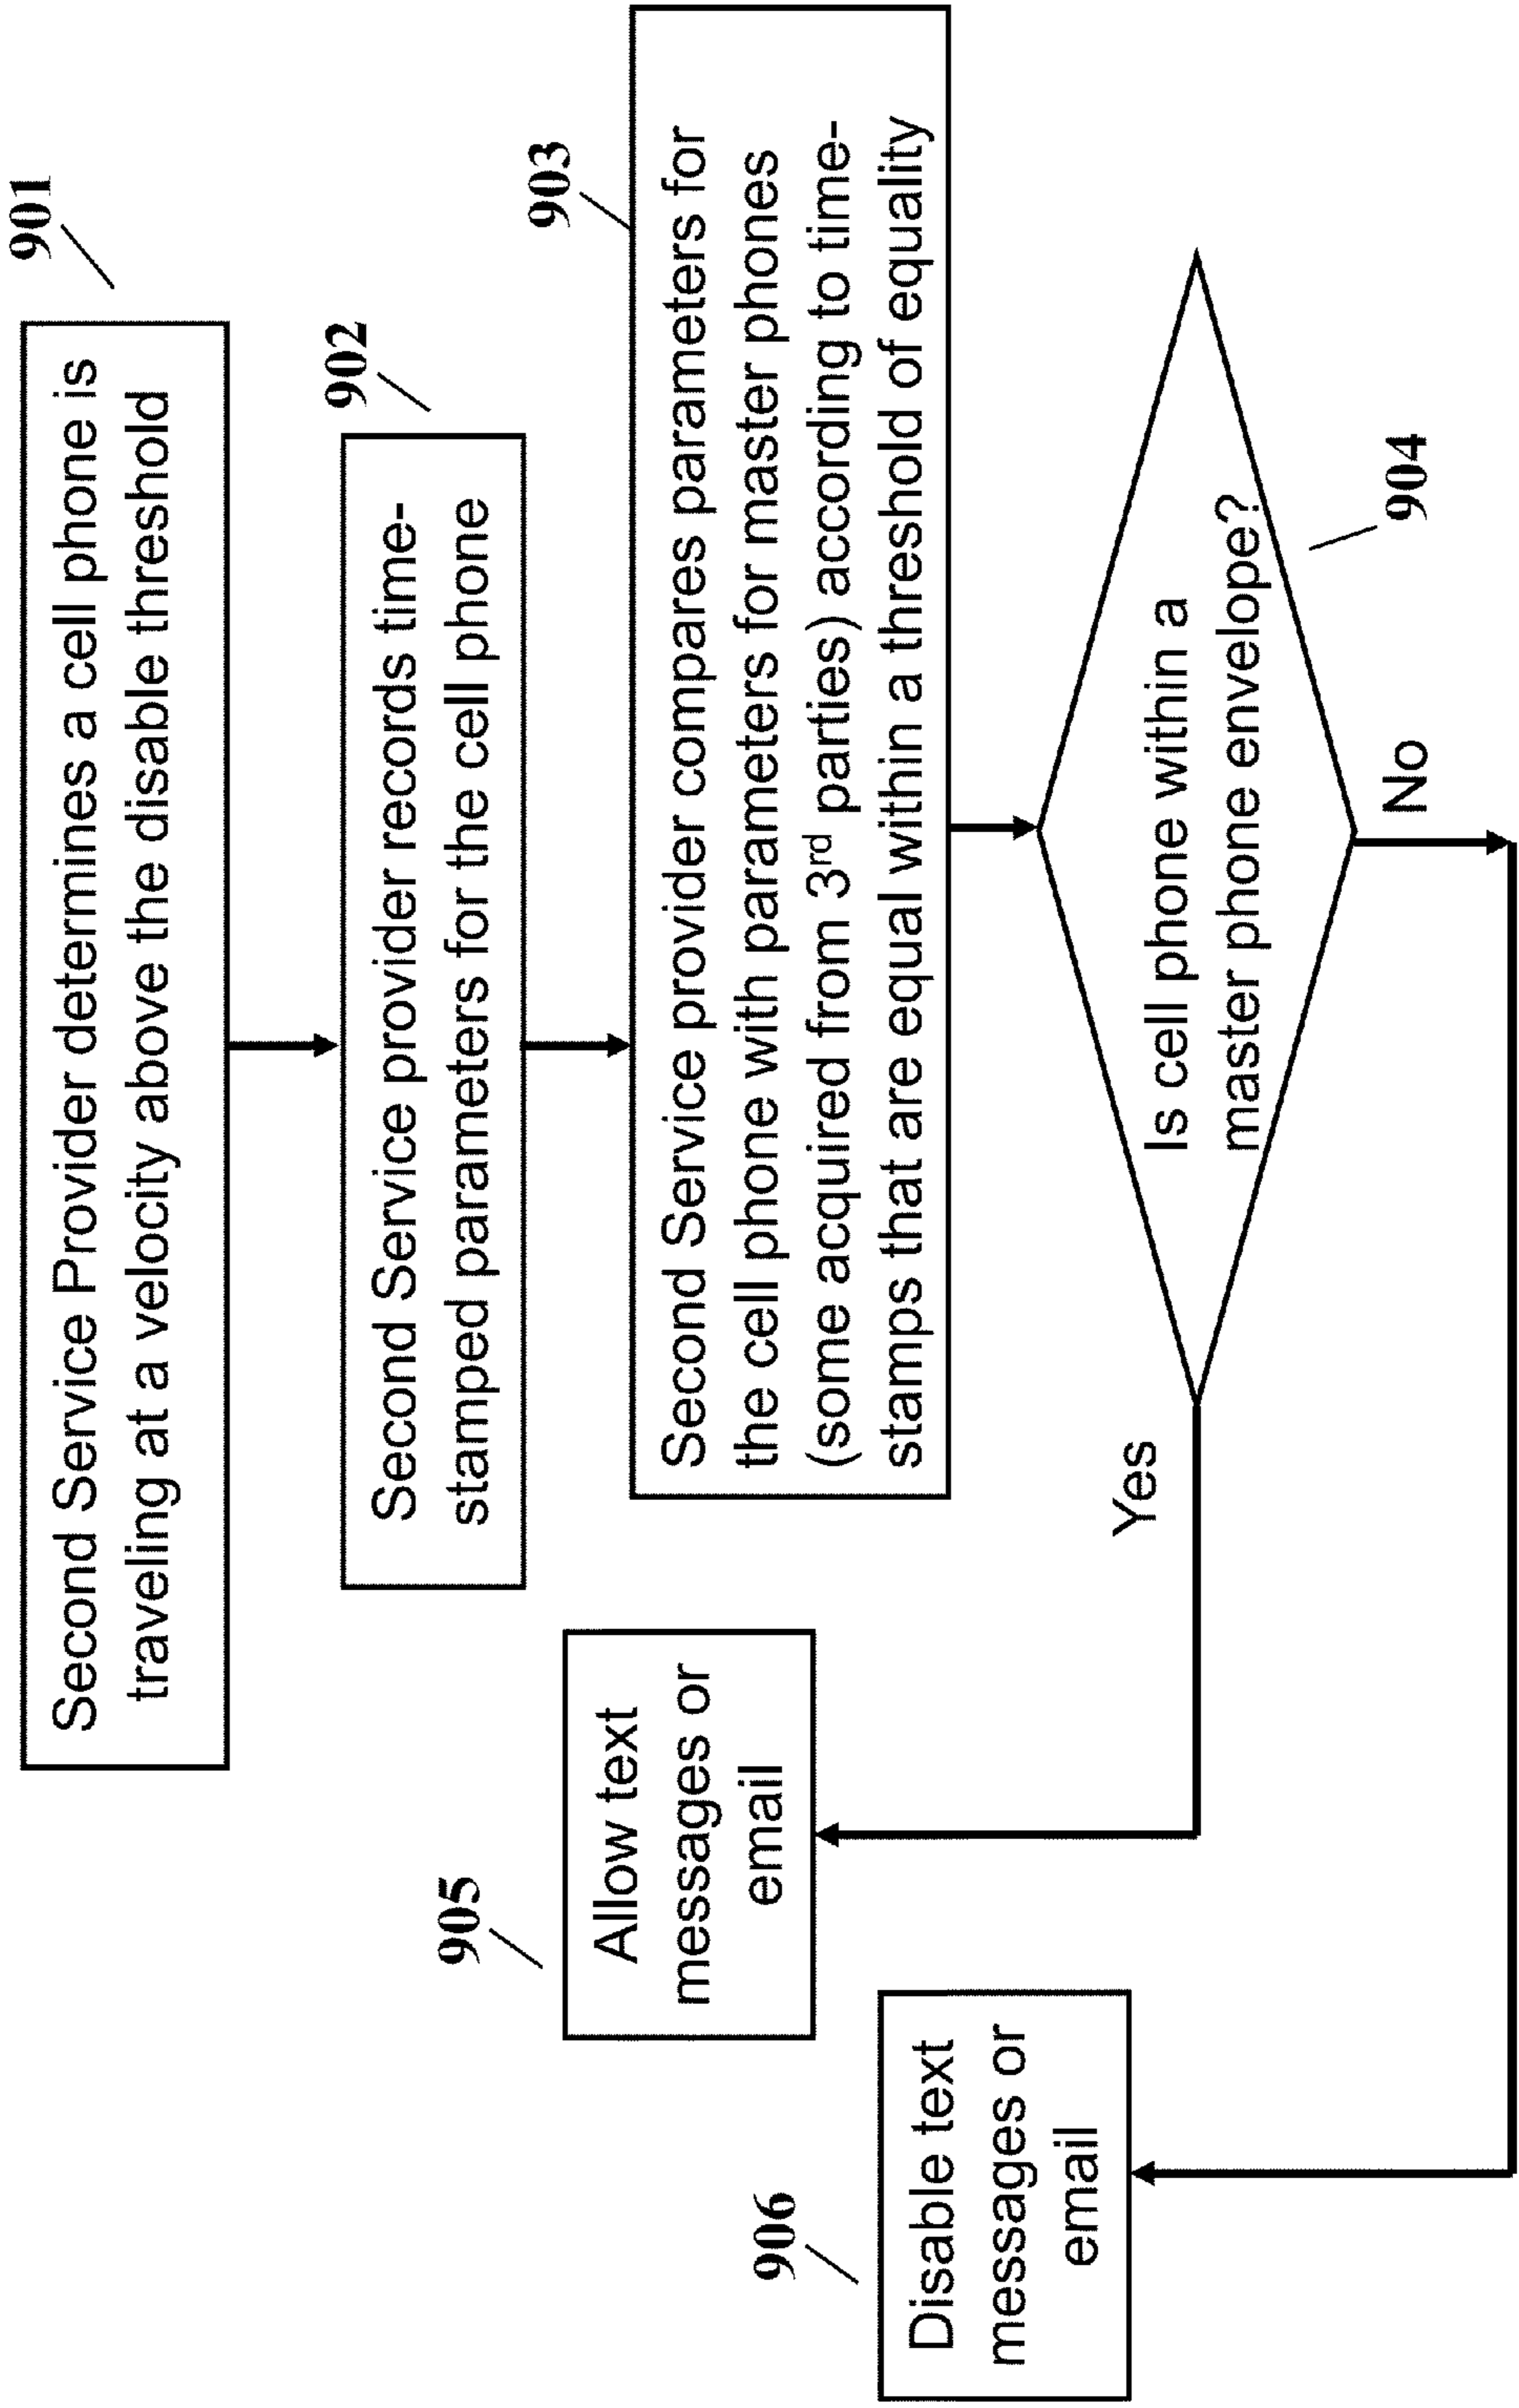 901
Second Service Provider determines a cell phone is
traveling at a velocity above the disable threshold
902
Second Service provider records time-
stamped parameters for the cell phone
903
Second Service provider compares parameters for
the cell phone with parameters for master phones
(some acquired from 3rd parties) according to time-
stamps that are equal within a threshold of equality
Is cell phone within a
master phone envelope?
904
Yes
No
905
Allow text
messages or
email
906
Disable text
messages or
email